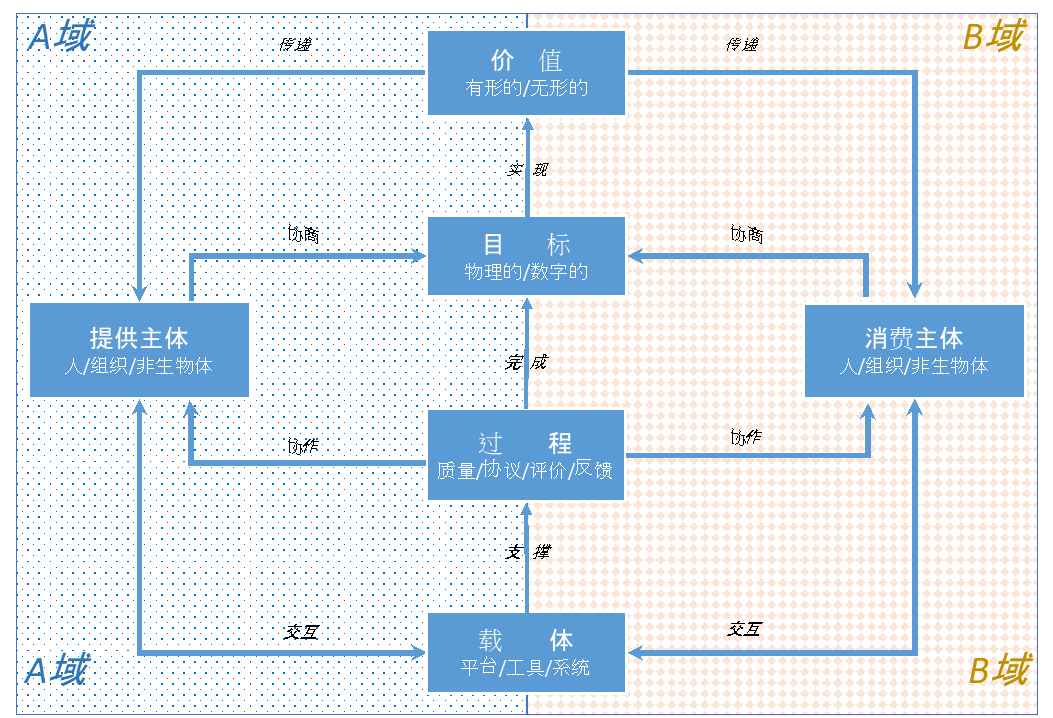 A域
B域
传递
传递
价 值
有形的/无形的
实 现
协商
协商
目 标
物理的/数字的
提供主体
人/组织/非生物体
消费主体
人/组织/非生物体
完 成
协作
协作
过 程
质量/协议/评价/反馈
支 撑
交互
交互
载 体
平台/工具/系统
A域
B域